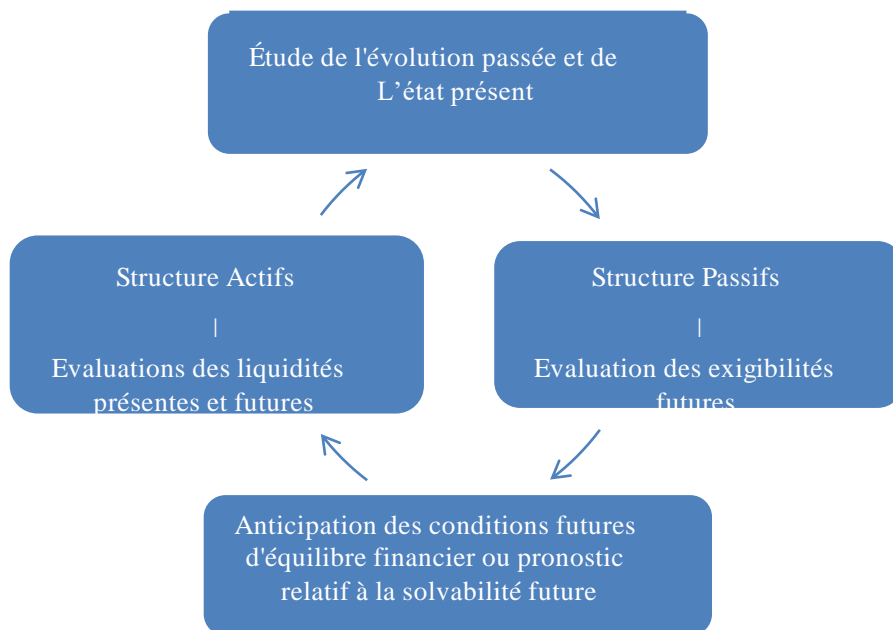 Étude de l'évolution passée et de
L’état présent
Structure Actifs
|
Evaluations des liquidités
présentes et futures
Structure Passifs
|
Evaluation des exigibilités
futures
Anticipation des conditions futures
d'équilibre financier ou pronostic
relatif à la solvabilité future